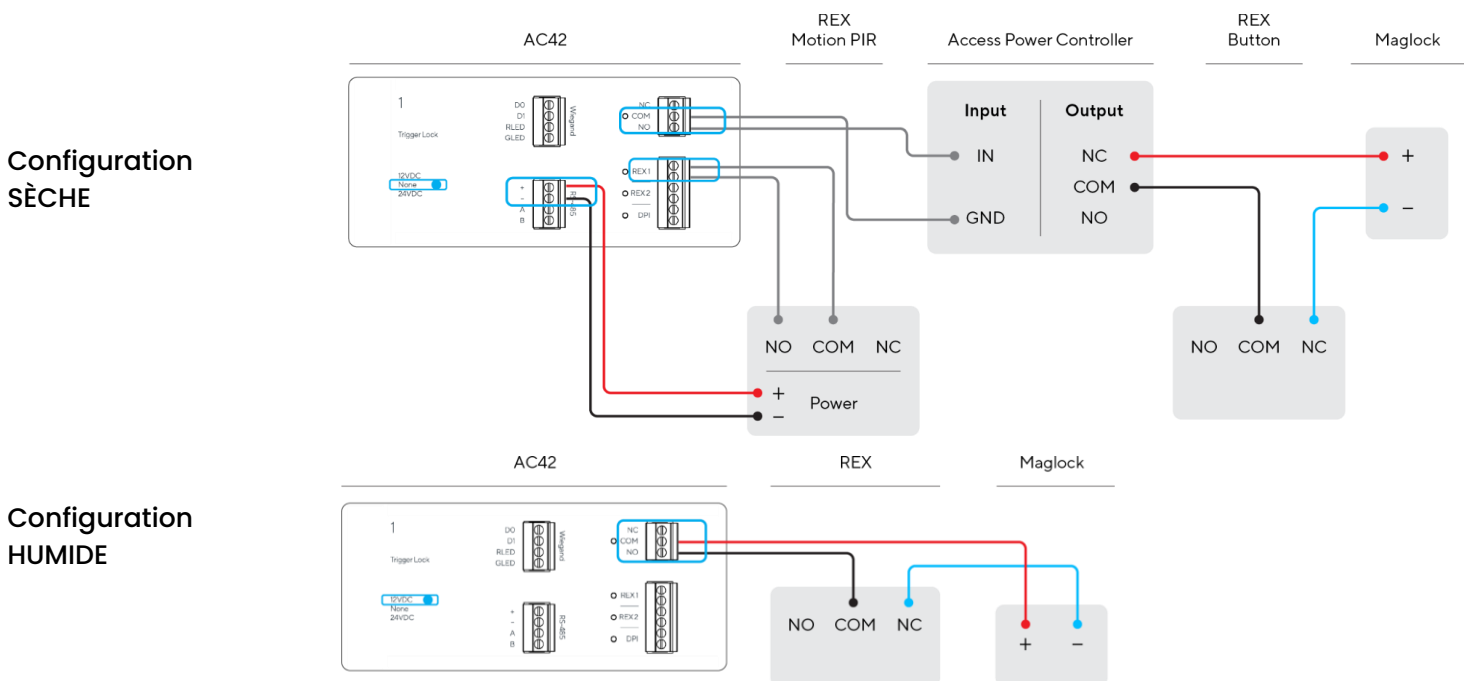 AC42
REX
Motion PIR
Access Power Controller
REX
Button
Maglock
Configuration
SÈCHE
1
Trigger Lock
12VDC
None
24VDC
D0
D1
RLED
GLED
Wiegand
NC
COM
NO
+
-
A
B
RS-485
REX1
REX2
DPI
Input
Output
IN
NC
COM
GND
NO
+
−
NO COM NC
+
−
Power
NO COM NC
Configuration
HUMIDE
AC42
REX
Maglock
1
Trigger Lock
12VDC
None
24VDC
D0
D1
RLED
GLED
Wiegand
NC
COM
NO
+
-
A
B
RS-485
REX1
REX2
DPI
NO COM NC
+ −